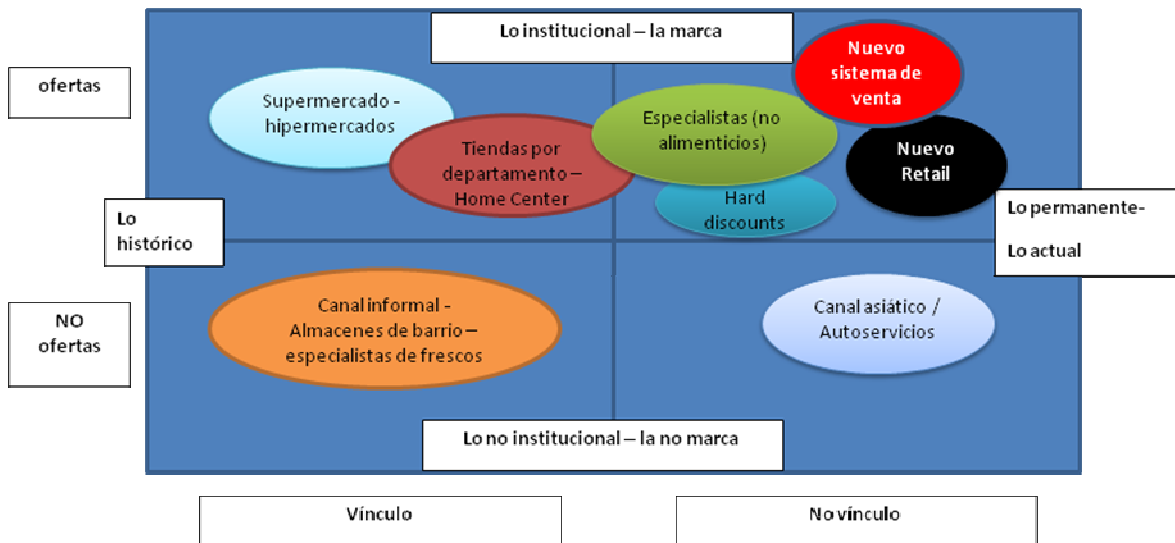 Lo institucional – la marca
Nuevo
sistema de
venta
ofertas
Supermercado -
hipermercados
Especialistas (no
alimenticios)
Tiendas por
departamento –
Home Center
Nuevo
Retail
Hard
discounts
Lo
histórico
Lo permanente-
Lo actual
NO
ofertas
Canal informal -
Almacenes de barrio –
especialistas de frescos
Canal asiático /
Autoservicios
Lo no institucional – la no marca
Vínculo
No vínculo